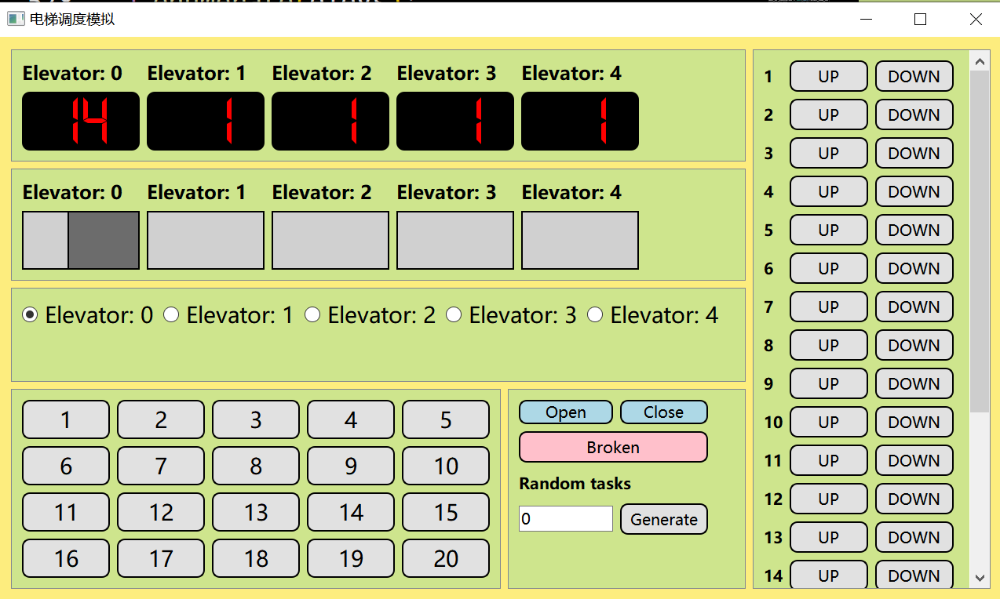 电梯调度模拟
Elevator: 0 Elevator: 1 Elevator: 2 Elevator: 3 Elevator: 4
14 1 1 1 1
Elevator: 0 Elevator: 1 Elevator: 2 Elevator: 3 Elevator: 4
Elevator: 0 Elevator: 1 Elevator: 2 Elevator: 3 Elevator: 4
1 2 3 4 5
6 7 8 9 10
11 12 13 14 15
16 17 18 19 20
Open Close
Broken
Random tasks
0 Generate
1 UP DOWN
2 UP DOWN
3 UP DOWN
4 UP DOWN
5 UP DOWN
6 UP DOWN
7 UP DOWN
8 UP DOWN
9 UP DOWN
10 UP DOWN
11 UP DOWN
12 UP DOWN
13 UP DOWN
14 UP DOWN